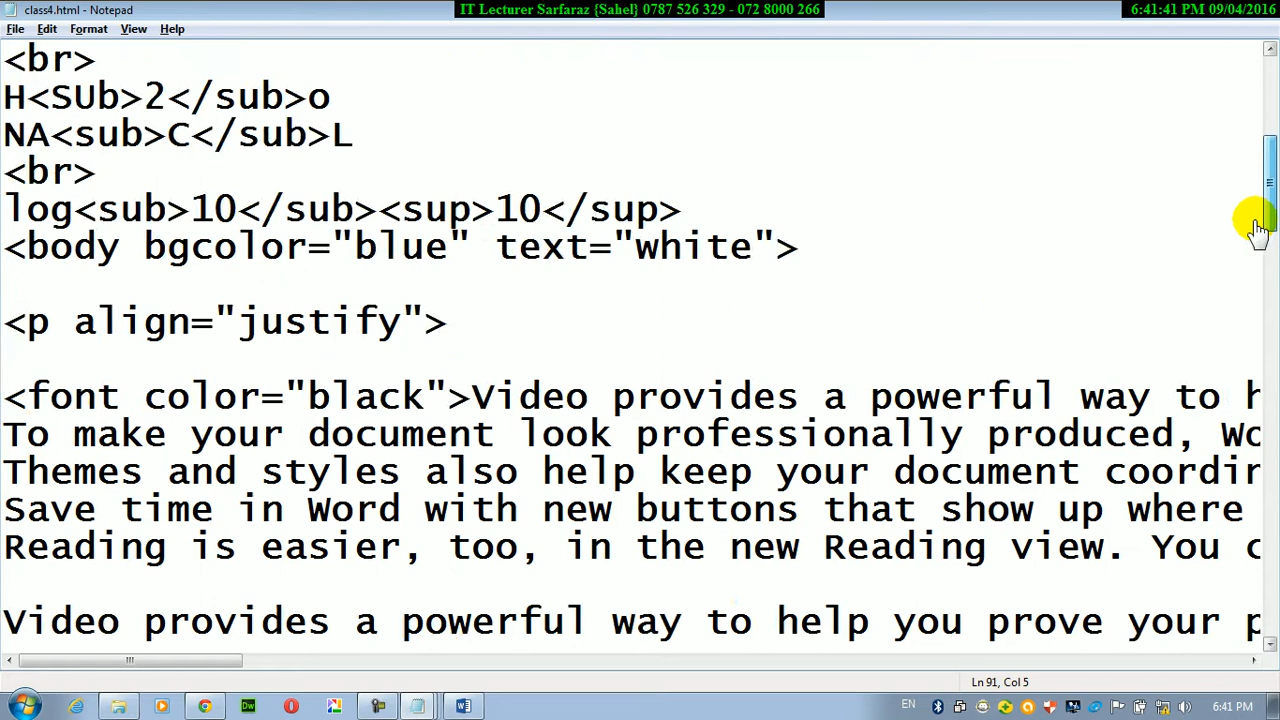 class4.html - Notepad
IT Lecturer Sarfaraz {Sahel} 0787 526 329 - 072 8000 266
6:41:41 PM 09/04/2016
File Edit Format View Help
<br>
H<SUb>2</sub>o
NA<sub>C</sub>L
<br>
log<sub>10</sub><sup>10</sup>
<body bgcolor="blue" text="white">
<p align="justify">
<font color="black">Video provides a powerful way to h
To make your document look professionally produced, Wo
Themes and styles also help keep your document coordin
Save time in Word with new buttons that show up where
Reading is easier, too, in the new Reading view. You c
Video provides a powerful way to help you prove your p
Ln 91, Col 5
Dw
EN
6:41 PM